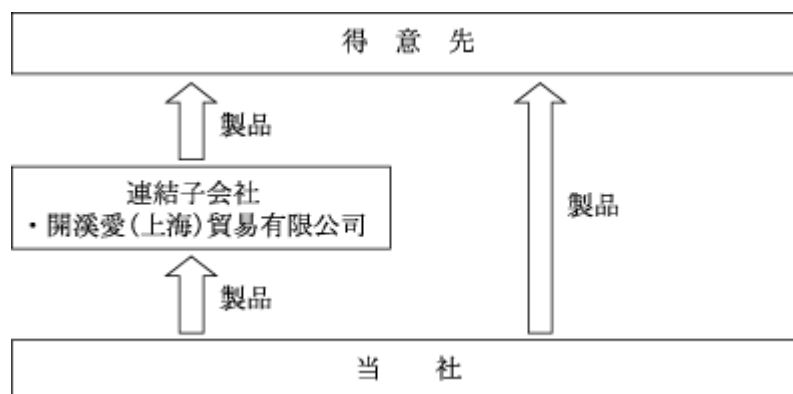 得 意 先
製品
連結子会社
・開溪愛(上海)貿易有限公司
製品
製品
当 社